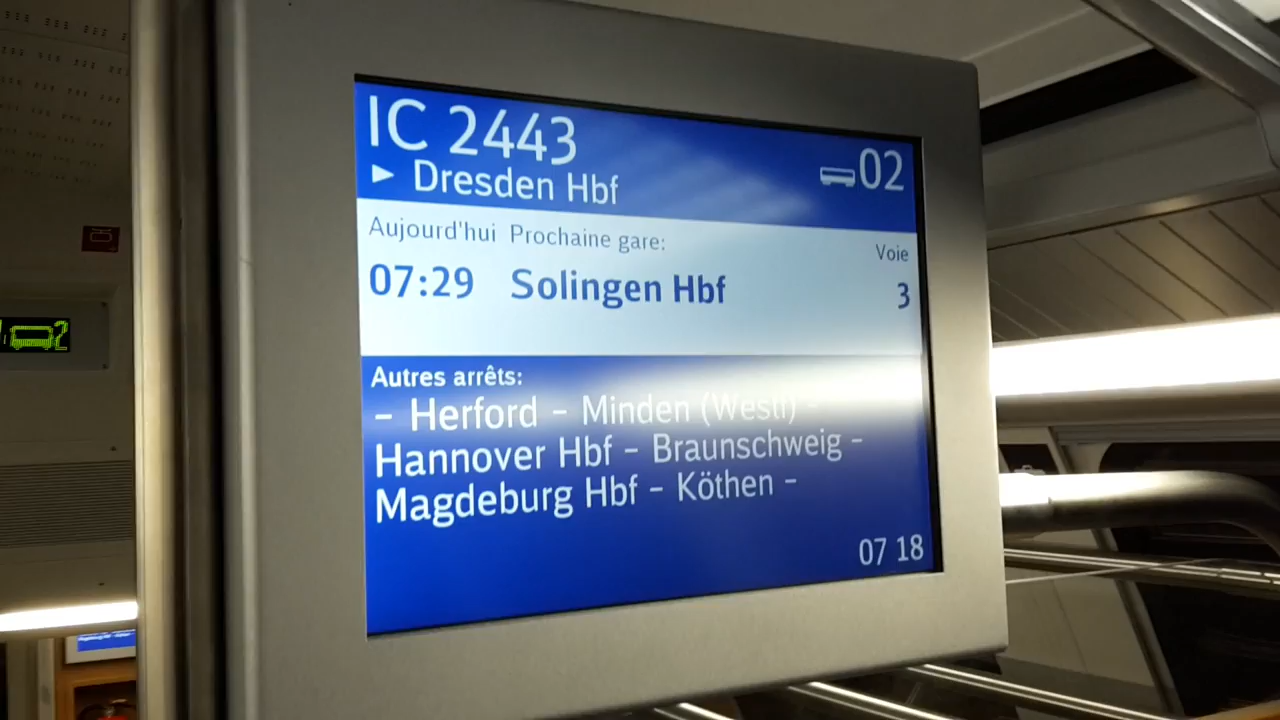 IC 2443
► Dresden Hbf
02
Aujourd'hui Prochaine gare:
Voie
07:29 Solingen Hbf
3
Autres arrêts:
– Herford – Minden (Westf) –
Hannover Hbf – Braunschweig –
Magdeburg Hbf – Köthen –
07 18
2